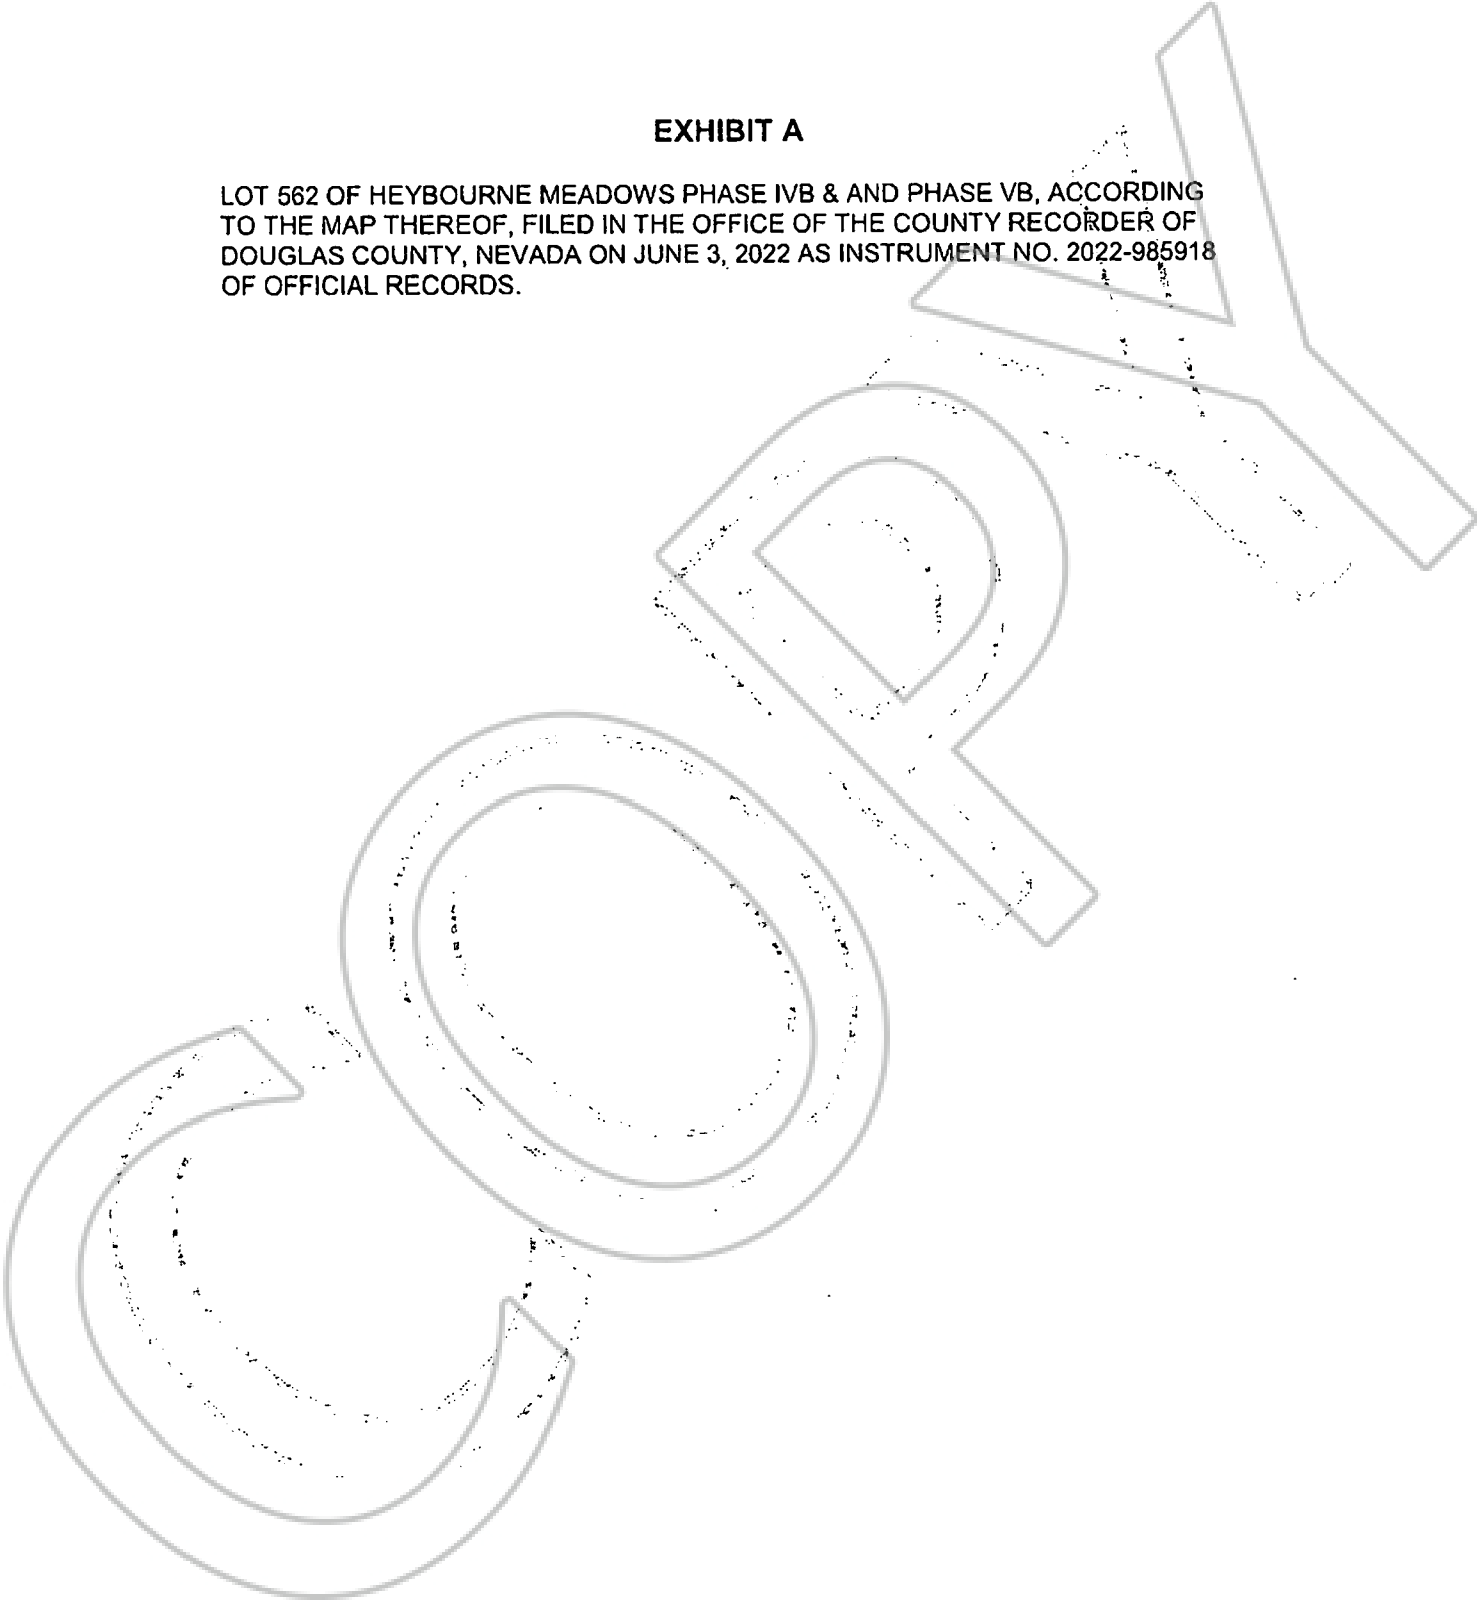 EXHIBIT A
LOT 562 OF HEYBOURNE MEADOWS PHASE IVB & AND PHASE VB, ACCORDING
TO THE MAP THEREOF, FILED IN THE OFFICE OF THE COUNTY RECORDER OF
DOUGLAS COUNTY, NEVADA ON JUNE 3, 2022 AS INSTRUMENT NO. 2022-985918
OF OFFICIAL RECORDS.
COPY